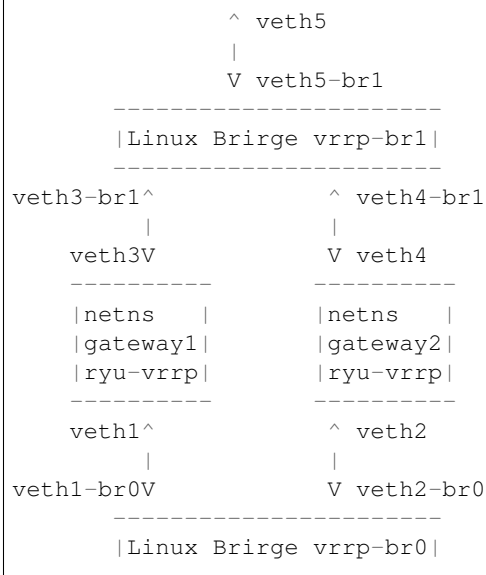 ^ veth5
|
V veth5-br1
-----------------------
|Linux Brirge vrrp-br1|
-----------------------
veth3-br1^            ^ veth4-br1
|            |
veth3V            V veth4
----------       ----------
|netns   |       |netns   |
|gateway1|       |gateway2|
|ryu-vrrp|       |ryu-vrrp|
----------       ----------
veth1^            ^ veth2
|            |
veth1-br0V            V veth2-br0
-----------------------
|Linux Brirge vrrp-br0|